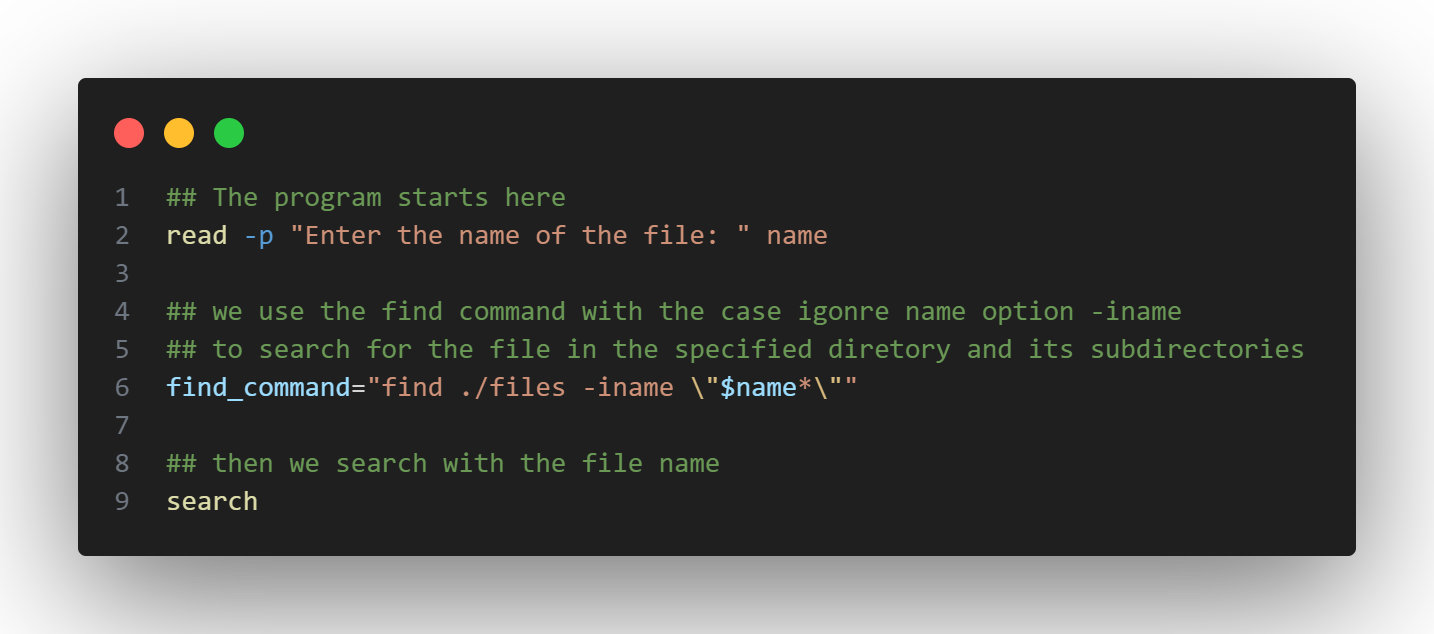 1 ## The program starts here
2 read -p "Enter the name of the file: " name
3
4 ## we use the find command with the case igonre name option -iname
5 ## to search for the file in the specified diretory and its subdirectories
6 find_command="find ./files -iname \"$name*\""
7
8 ## then we search with the file name
9 search